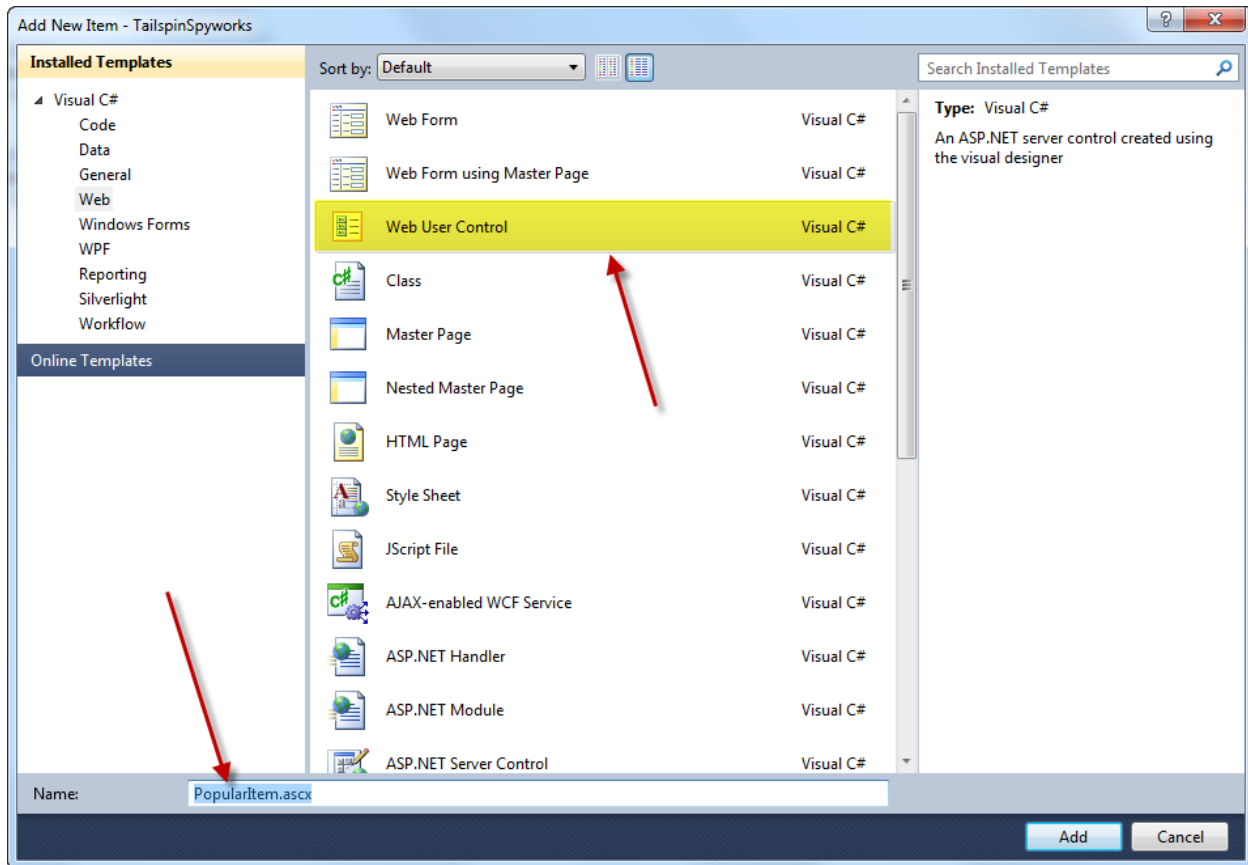 Add New Item - TailspinSpyworks
Installed Templates
Visual C#
Code
Data
General
Web
Windows Forms
WPF
Reporting
Silverlight
Workflow
Online Templates
Sort by: Default
Web Form Visual C#
Web Form using Master Page Visual C#
Web User Control Visual C#
Class Visual C#
Master Page Visual C#
Nested Master Page Visual C#
HTML Page Visual C#
Style Sheet Visual C#
JScript File Visual C#
AJAX-enabled WCF Service Visual C#
ASP.NET Handler Visual C#
ASP.NET Module Visual C#
ASP.NET Server Control Visual C#
Search Installed Templates
Type: Visual C#
An ASP.NET server control created using
the visual designer
Name: PopularItem.ascx
Add Cancel